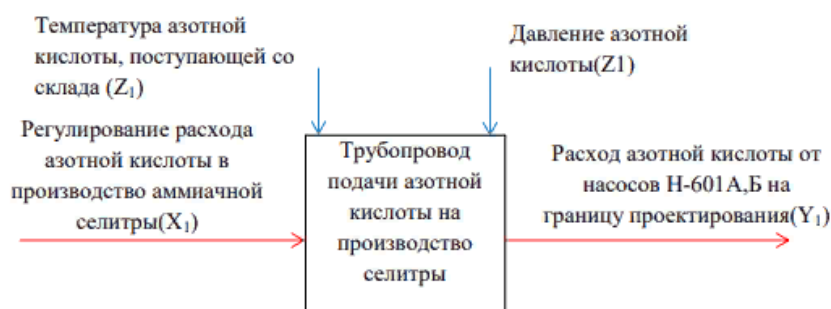 Температура азотной
кислоты, поступающей со
склада (Z₁)
Давление азотной
кислоты(Z1)
Регулирование расхода
азотной кислоты в
производство аммиачной
селитры(X₁)
Трубопровод
подачи азотной
кислоты на
производство
селитры
Расход азотной кислоты от
насосов Н-601А,Б на
границу проектирования(Y₁)